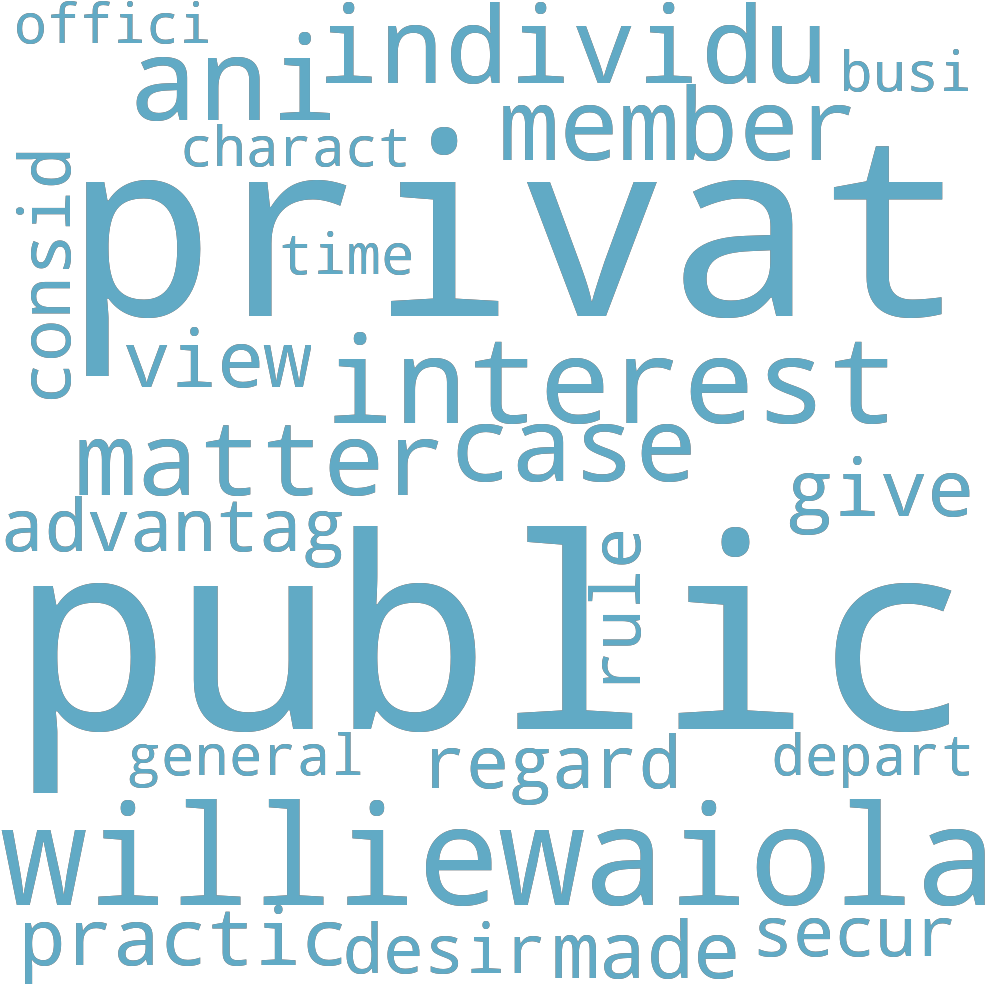 offici
individu
ani
busi
member
charact
privat
consid
time
view
interest
case
matter
give
advantag
public
rule
general
regard
depart
williewaiola
practic
desir
made
secur